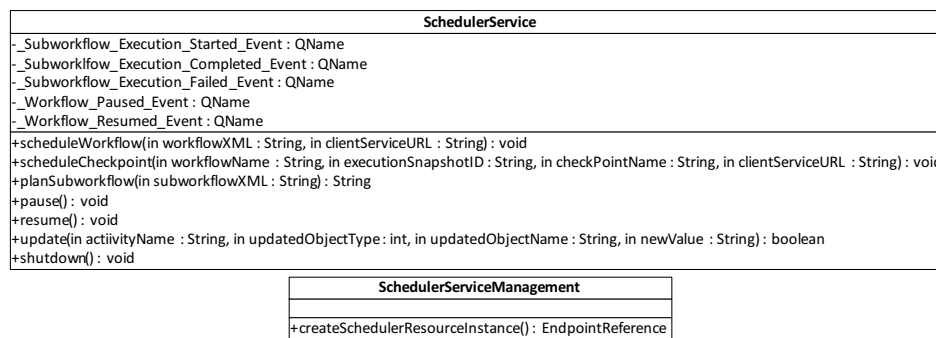 SchedulerService
-_Subworkflow_Execution_Started_Event : QName
-_Subworklfow_Execution_Completed_Event : QName
-_Subworkflow_Execution_Failed_Event : QName
-_Workflow_Paused_Event : QName
-_Workflow_Resumed_Event : QName
+scheduleWorkflow(in workflowXML : String, in clientServiceURL : String) : void
+scheduleCheckpoint(in workflowName : String, in executionSnapshotID : String, in checkPointName : String, in clientServiceURL : String) : void
+planSubworkflow(in subworkflowXML : String) : String
+pause() : void
+resume() : void
+update(in actiivityName : String, in updatedObjectType : int, in updatedObjectName : String, in newValue : String) : boolean
+shutdown() : void
SchedulerServiceManagement
+createSchedulerResourceInstance() : EndpointReference